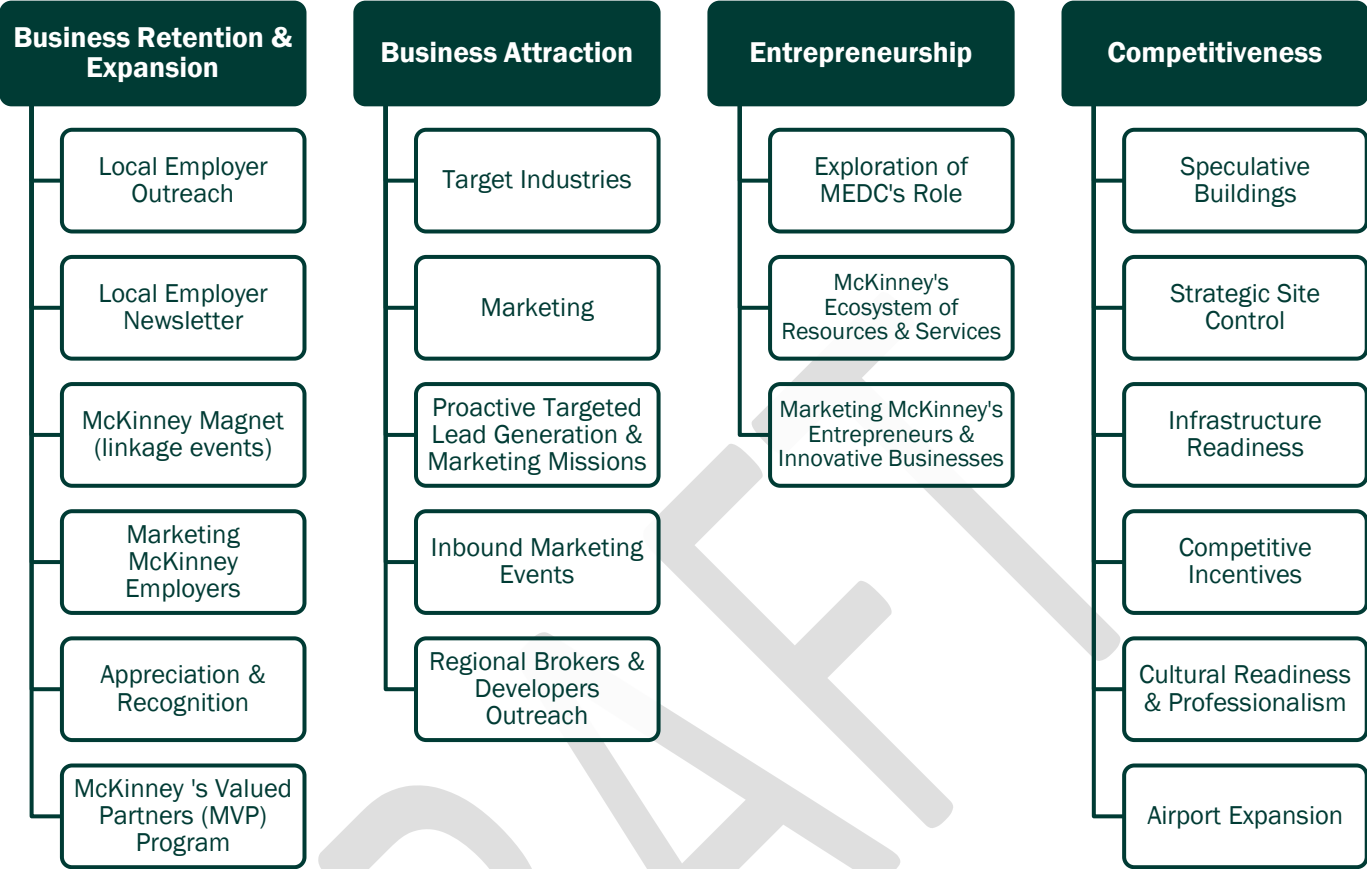 Business Retention &
Expansion
Local Employer
Outreach
Local Employer
Newsletter
McKinney Magnet
(linkage events)
Marketing
McKinney
Employers
Appreciation &
Recognition
McKinney 's Valued
Partners (MVP)
Program
Business Attraction
Target Industries
Marketing
Proactive Targeted
Lead Generation &
Marketing Missions
Inbound Marketing
Events
Regional Brokers &
Developers
Outreach
Entrepreneurship
Exploration of
MEDC's Role
McKinney's
Ecosystem of
Resources & Services
Marketing McKinney's
Entrepreneurs &
Innovative Businesses
Competitiveness
Speculative
Buildings
Strategic Site
Control
Infrastructure
Readiness
Competitive
Incentives
Cultural Readiness
& Professionalism
Airport Expansion
DRAFT